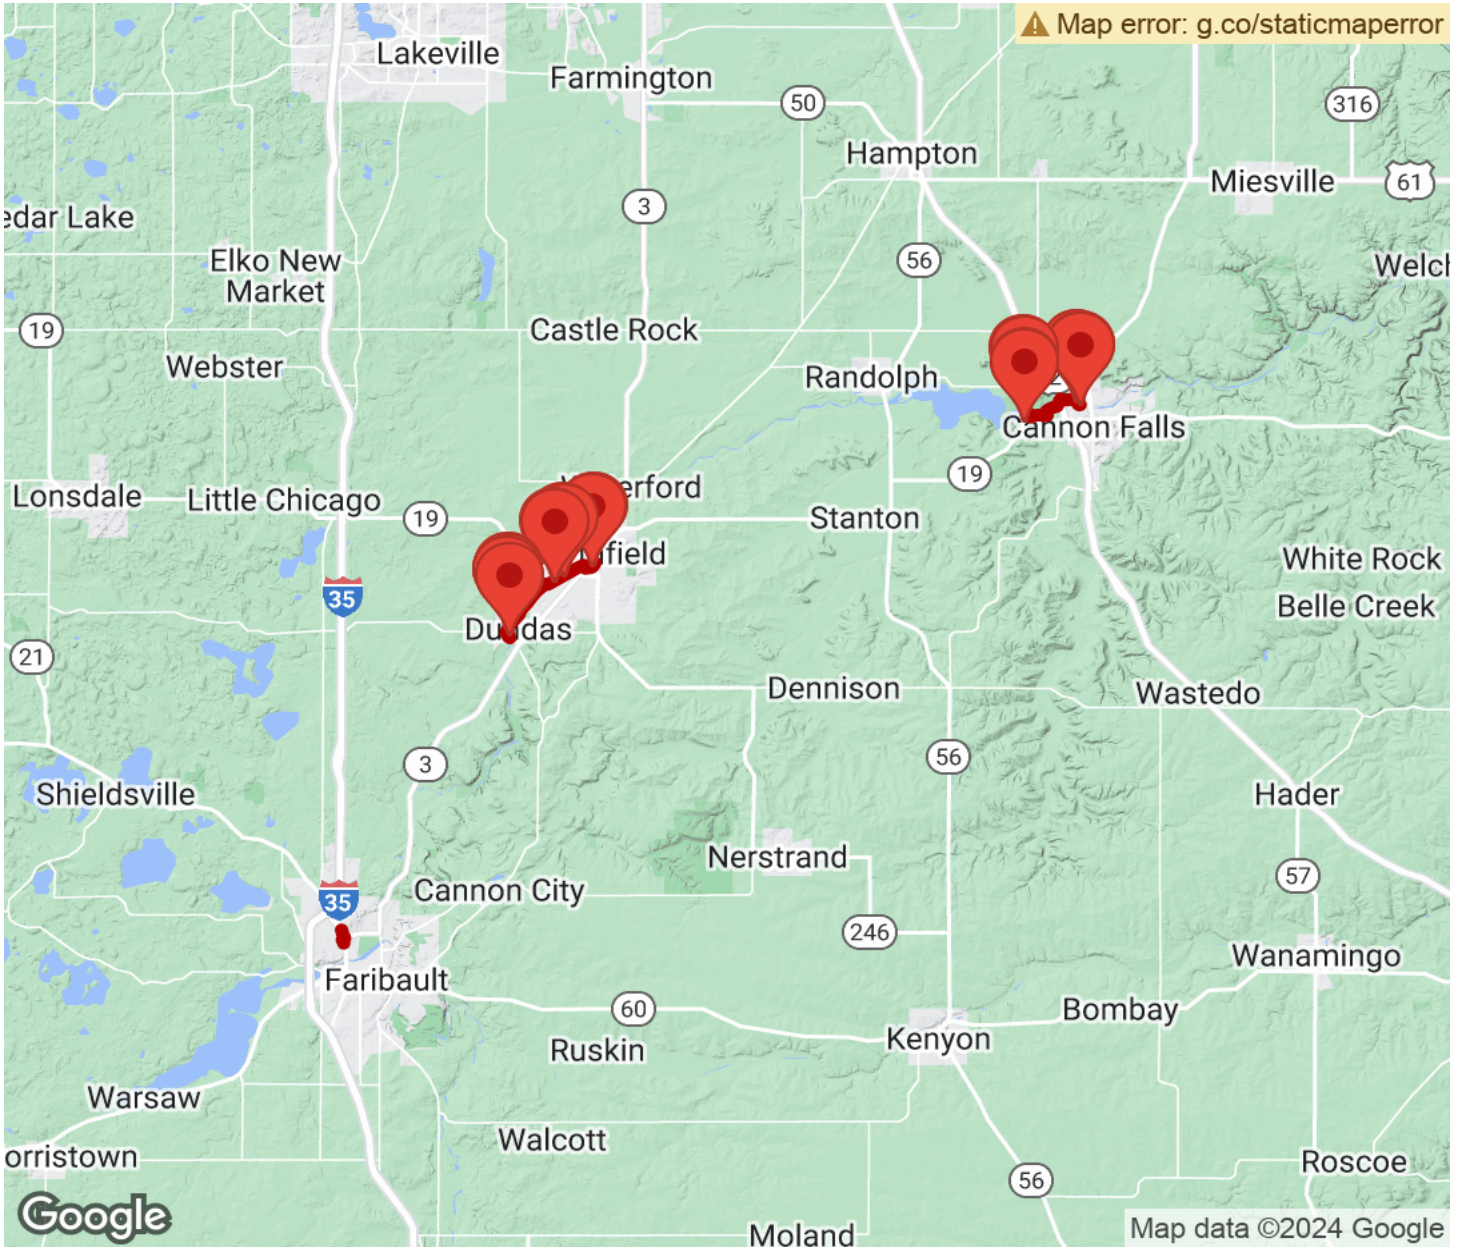 Map error: g.co/staticmaperror
Lakeville
Farmington
50
316
Hampton
Miesville
61
3
edar Lake
56
Elko New
Market
Welch
19
Castle Rock
Webster
Randolph
Cannon Falls
19
Lonsdale
Little Chicago
19
erford
Stanton
field
White Rock
35
Belle Creek
Dundas
21
Dennison
Wastedo
3
56
Shieldsville
Hader
Nerstrand
57
Cannon City
35
246
Wanamingo
Faribault
60
Bombay
Ruskin
Kenyon
Warsaw
Walcott
orristown
Roscoe
56
Google
Moland
Map data ©2024 Google